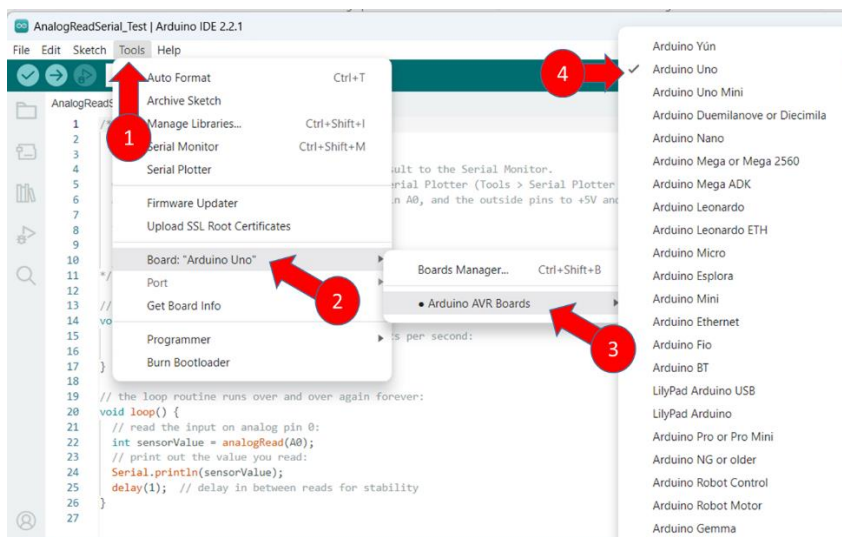 AnalogReadSerial_Test | Arduino IDE 2.2.1
File Edit Sketch Tools Help
AnalogReadS
1 /*
2
3
4 ult to the Serial Monitor.
5 erial Plotter (Tools > Serial Plotter
6 n A0, and the outside pins to +5V and
7
8
9
10
11 */
12
13 //
14 vo
15 ts per second:
16
17 }
18
19 // the loop routine runs over and over again forever:
20 void loop() {
21 // read the input on analog pin 0:
22 int sensorValue = analogRead(A0);
23 // print out the value you read:
24 Serial.println(sensorValue);
25 delay(1); // delay in between reads for stability
26 }
27
Auto Format Ctrl+T
Archive Sketch
Manage Libraries... Ctrl+Shift+I
Serial Monitor Ctrl+Shift+M
Serial Plotter
Firmware Updater
Upload SSL Root Certificates
Board: "Arduino Uno"
Port
Get Board Info
Programmer
Burn Bootloader
Boards Manager... Ctrl+Shift+B
● Arduino AVR Boards
Arduino Yún
✓ Arduino Uno
Arduino Uno Mini
Arduino Duemilanove or Diecimila
Arduino Nano
Arduino Mega or Mega 2560
Arduino Mega ADK
Arduino Leonardo
Arduino Leonardo ETH
Arduino Micro
Arduino Esplora
Arduino Mini
Arduino Ethernet
Arduino Fio
Arduino BT
LilyPad Arduino USB
LilyPad Arduino
Arduino Pro or Pro Mini
Arduino NG or older
Arduino Robot Control
Arduino Robot Motor
Arduino Gemma
1
2
3
4